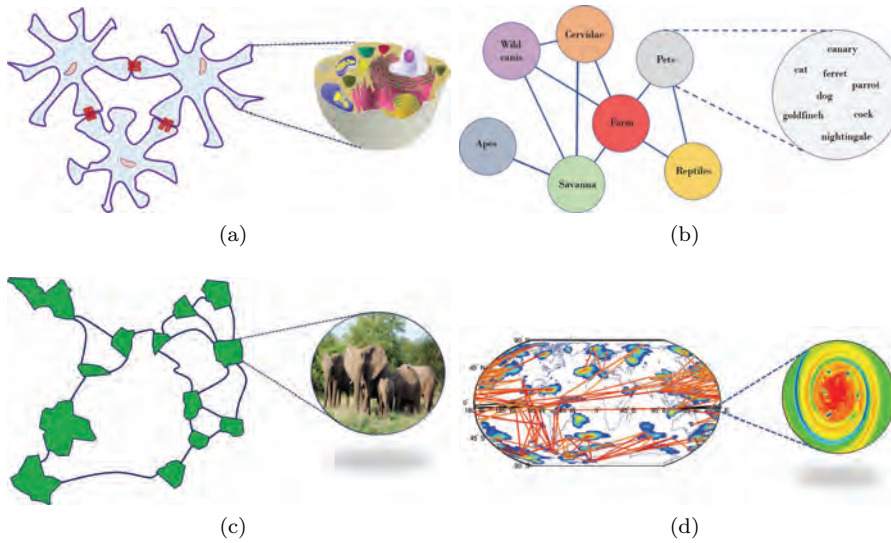 Wild
canis
Cervidae
Pets
Farm
Apes
Savanna
Reptiles
canary
cat
ferret
parrot
dog
goldfinch
cock
nightingale
(a)
(b)
(c)
(d)